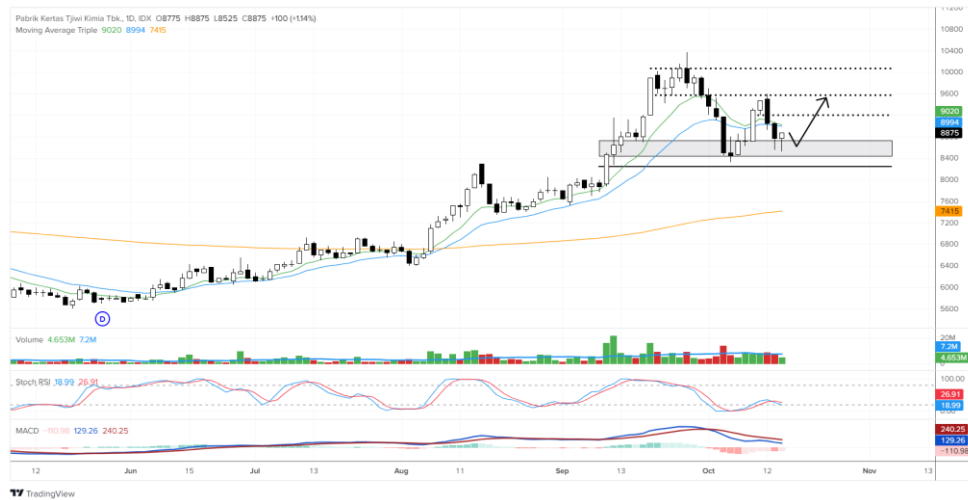 Pabrik Kertas Tjiwi Kimia Tbk., 1D, IDX O8775 H8875 L8525 C8875 +100 (+1.14%)
Moving Average Triple 9020 8994 7415
10800
10400
10000
9600
9020
8994
8875
8400
8000
7600
7415
7200
6800
6400
6000
5600
D
Volume 4.653M 7.2M
20M
7.2M
4.653M
Stoch RSI 18.99 26.91
100.00
26.91
18.99
MACD -110.98 129.26 240.25
240.25
129.26
-110.98
12 Jun 15 Jul 13 Aug 11 Sep 13 Oct 12 Nov 13
TradingView